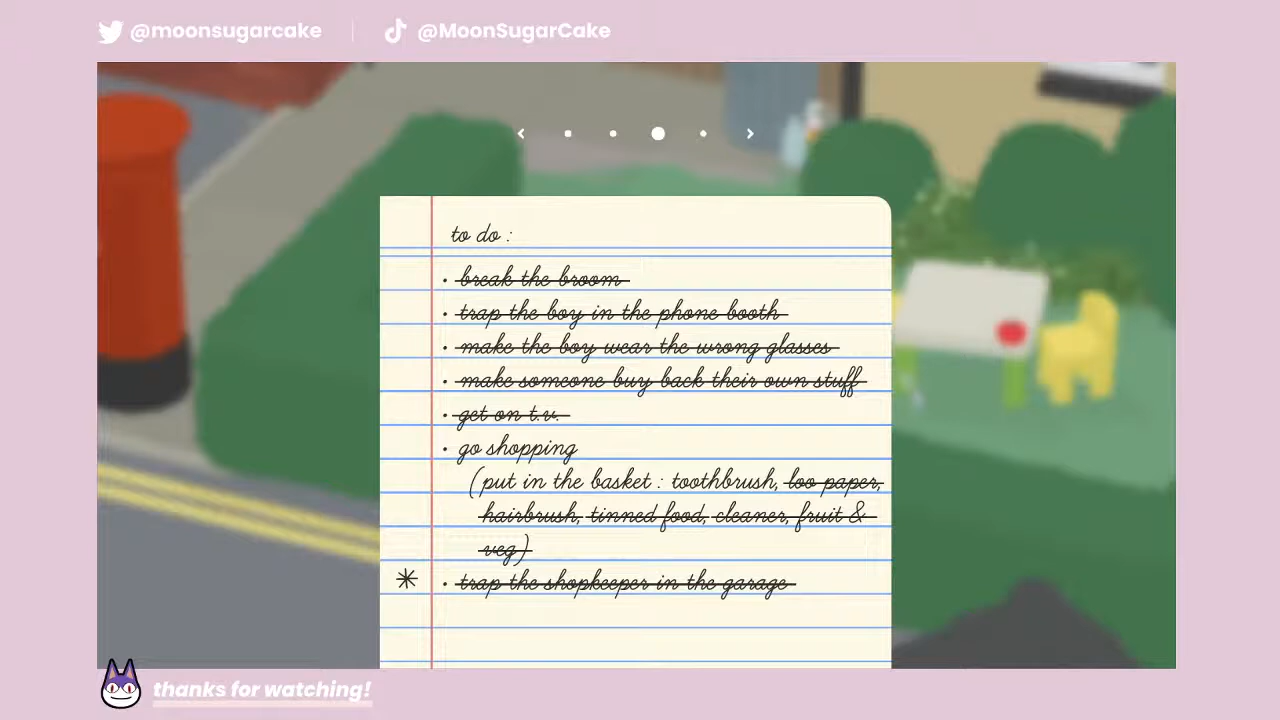 @moonsugarcake @MoonSugarCake
to do :
• break the broom
• trap the boy in the phone booth
• make the boy wear the wrong glasses
• make someone buy back their own stuff
• get on t.v.
• go shopping
(put in the basket : toothbrush, loo paper,
hairbrush, tinned food, cleaner, fruit &
veg)
• trap the shopkeeper in the garage
thanks for watching!